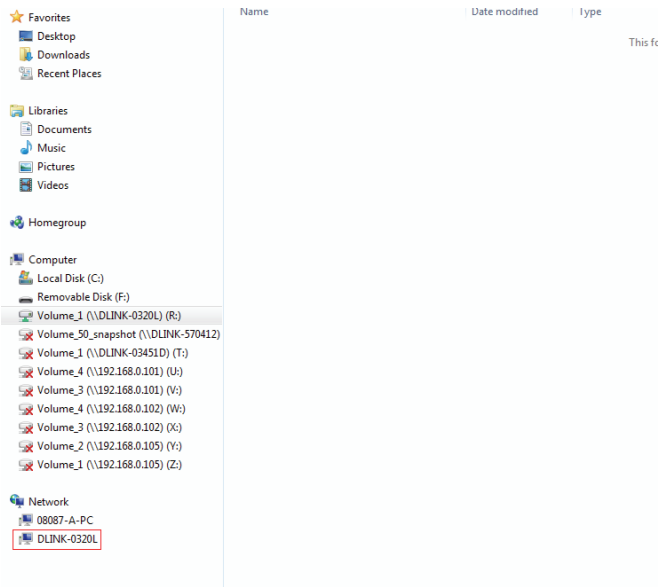 Name Date modified Type
This fo
Favorites
Desktop
Downloads
Recent Places
Libraries
Documents
Music
Pictures
Videos
Homegroup
Computer
Local Disk (C:)
Removable Disk (F:)
Volume_1 (\\DLINK-0320L) (R:)
Volume_50_snapshot (\\DLINK-570412)
Volume_1 (\\DLINK-03451D) (T:)
Volume_4 (\\192.168.0.101) (U:)
Volume_3 (\\192.168.0.101) (V:)
Volume_4 (\\192.168.0.102) (W:)
Volume_3 (\\192.168.0.102) (X:)
Volume_2 (\\192.168.0.105) (Y:)
Volume_1 (\\192.168.0.105) (Z:)
Network
08087-A-PC
DLINK-0320L